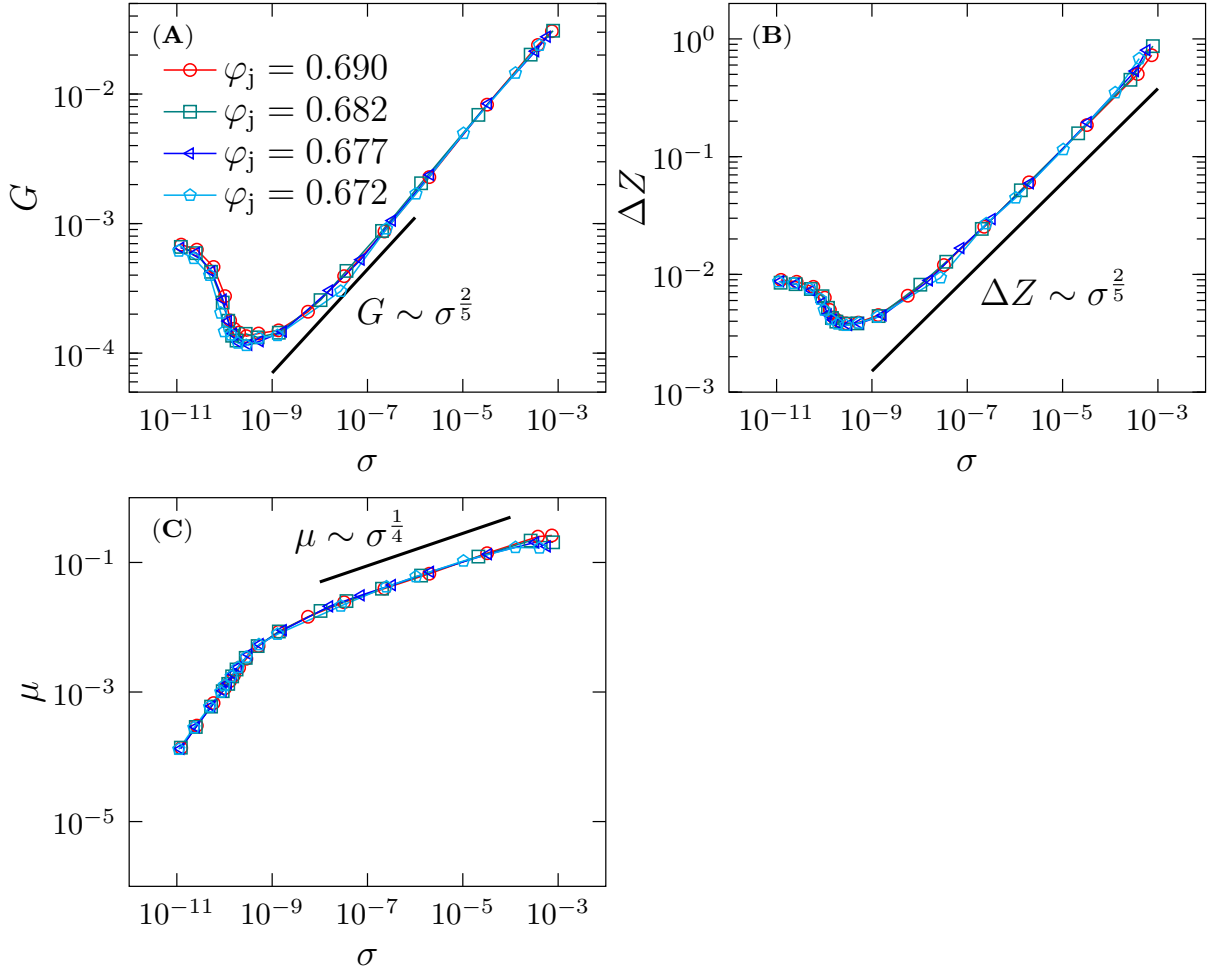 (A)
φj = 0.690
φj = 0.682
φj = 0.677
φj = 0.672
G ∼ σ^{2/5}
G
10^{-2}
10^{-3}
10^{-4}
10^{-11} 10^{-9} 10^{-7} 10^{-5} 10^{-3}
σ
(B)
ΔZ ∼ σ^{2/5}
ΔZ
10^{0}
10^{-1}
10^{-2}
10^{-3}
10^{-11} 10^{-9} 10^{-7} 10^{-5} 10^{-3}
σ
(C)
μ ∼ σ^{1/4}
μ
10^{-1}
10^{-3}
10^{-5}
10^{-11} 10^{-9} 10^{-7} 10^{-5} 10^{-3}
σ